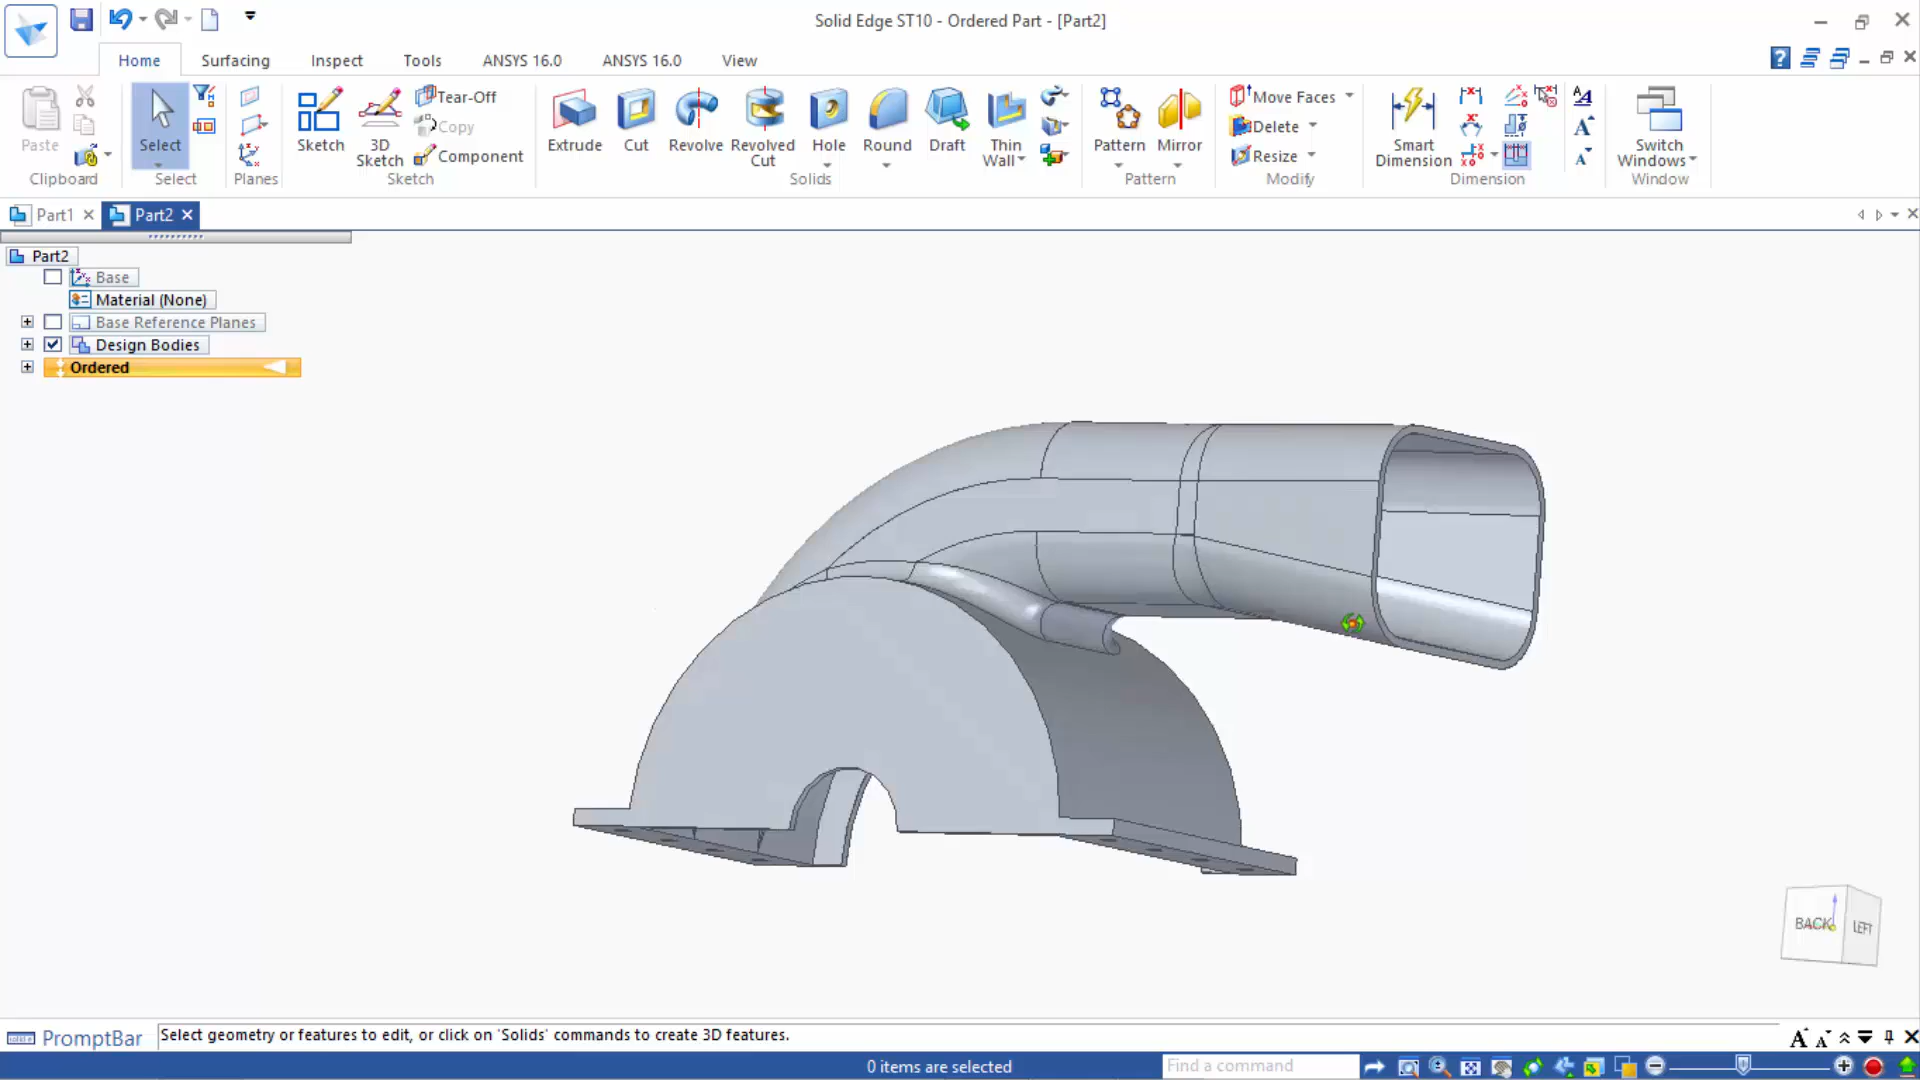 Solid Edge ST10 - Ordered Part - [Part2]
Home Surfacing Inspect Tools ANSYS 16.0 ANSYS 16.0 View
Paste
Clipboard
Select
Select
Planes
Sketch
3D Sketch
Tear-Off
Copy
Component
Sketch
Extrude
Cut
Revolve
Revolved Cut
Hole
Round
Draft
Thin Wall
Solids
Pattern
Mirror
Pattern
Move Faces
Delete
Resize
Modify
Smart Dimension
Dimension
Switch Windows
Window
Part1 Part2
Part2
Base
Material (None)
Base Reference Planes
Design Bodies
Ordered
BACK LEFT
PromptBar
Select geometry or features to edit, or click on 'Solids' commands to create 3D features.
0 items are selected
Find a command